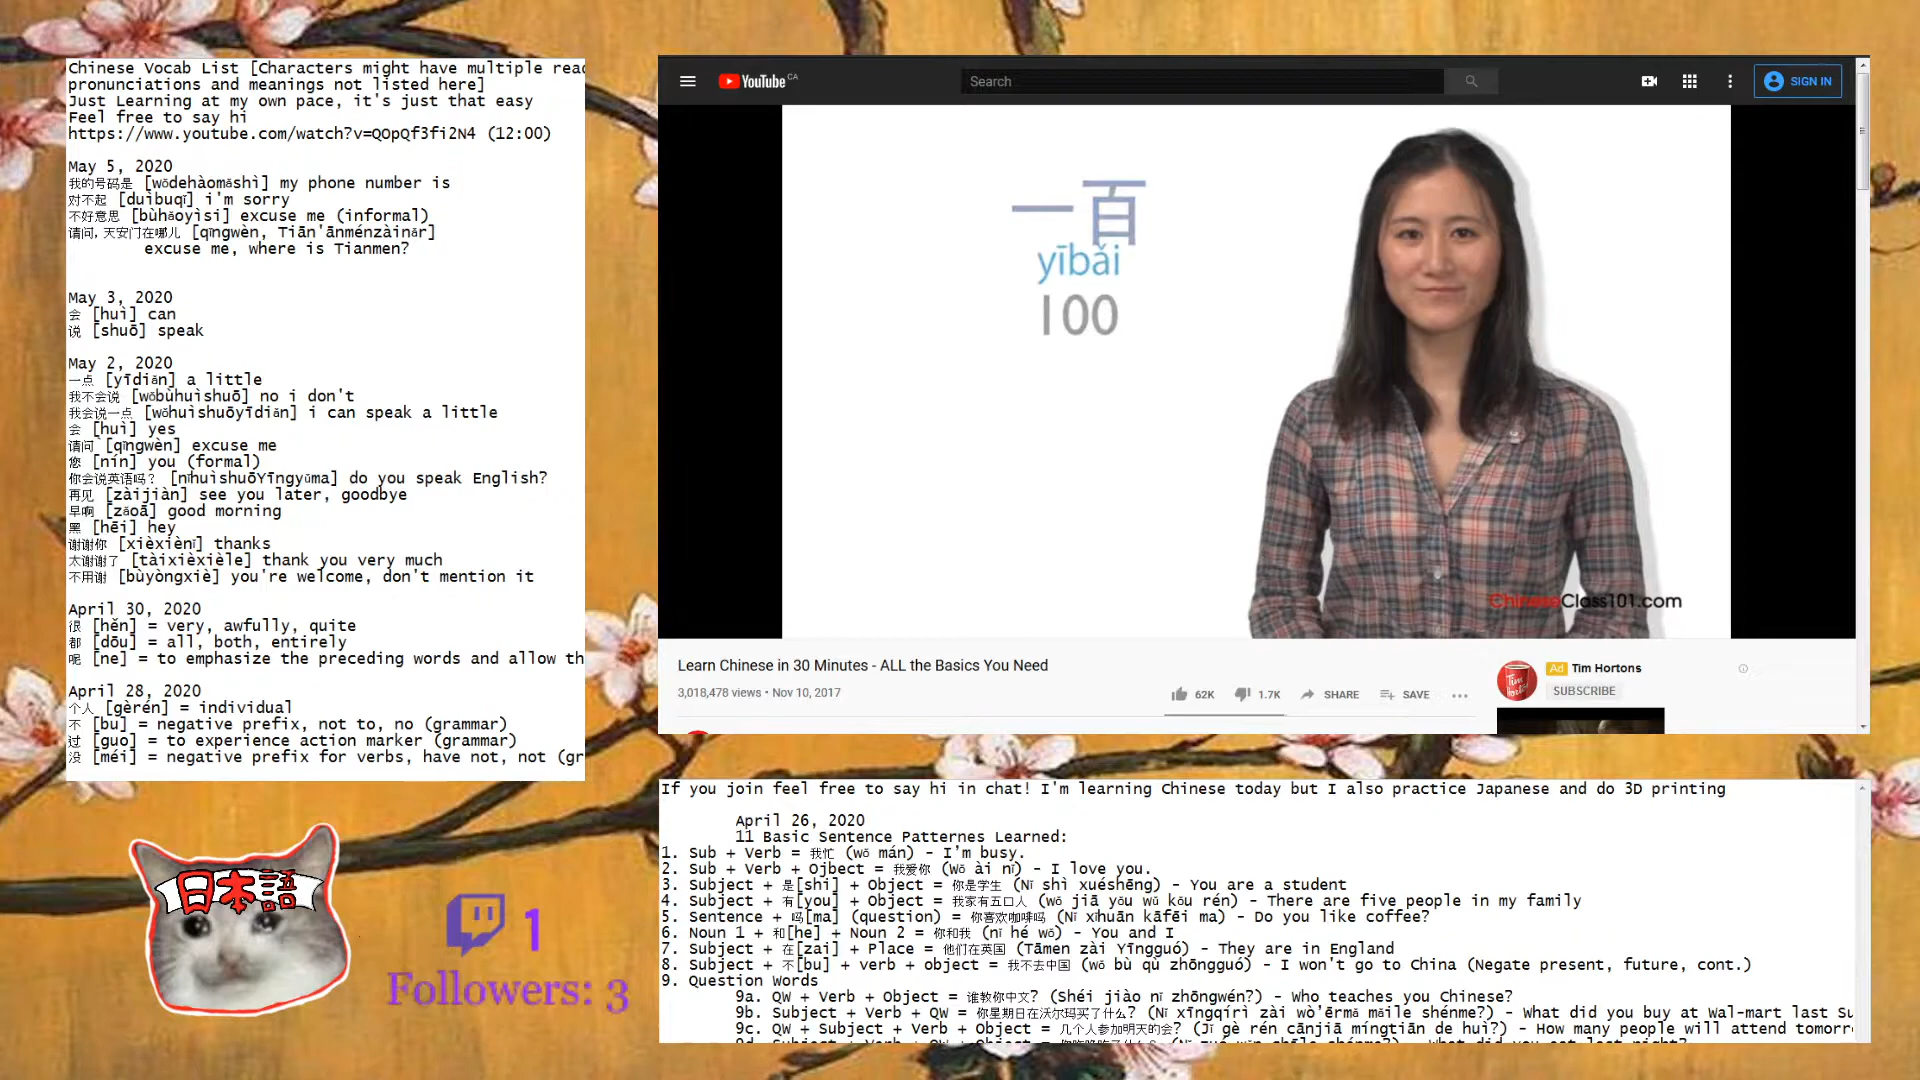 Chinese Vocab List [Characters might have multiple read
pronunciations and meanings not listed here]
Just Learning at my own pace, it's just that easy
Feel free to say hi
https://www.youtube.com/watch?v=QOpQf3fi2N4 (12:00)
May 5, 2020
我的号码是 [wǒdehàomǎshì] my phone number is
对不起 [duìbuqǐ] i'm sorry
不好意思 [bùhǎoyìsi] excuse me (informal)
请问,天安门在哪儿 [qǐngwèn, Tiān'ānménzàinǎr]
excuse me, where is Tianmen?
May 3, 2020
会 [huì] can
说 [shuō] speak
May 2, 2020
一点 [yīdiǎn] a little
我不会说 [wǒbùhuìshuō] no i don't
我会说一点 [wǒhuìshuōyīdiǎn] i can speak a little
会 [huì] yes
请问 [qǐngwèn] excuse me
您 [nín] you (formal)
你会说英语吗? [nǐhuìshuōYīngyǔma] do you speak English?
再见 [zàijiàn] see you later, goodbye
早啊 [zǎoā] good morning
黑 [hēi] hey
谢谢你 [xièxiènǐ] thanks
太谢谢了 [tàixièxièle] thank you very much
不用谢 [bùyòngxiè] you're welcome, don't mention it
April 30, 2020
很 [hěn] = very, awfully, quite
都 [dōu] = all, both, entirely
呢 [ne] = to emphasize the preceding words and allow th
April 28, 2020
个人 [gèrén] = individual
不 [bu] = negative prefix, not to, no (grammar)
过 [guo] = to experience action marker (grammar)
没 [méi] = negative prefix for verbs, have not, not (gr
YouTube CA
Search
SIGN IN
一百
yībǎi
100
ChineseClass101.com
Learn Chinese in 30 Minutes - ALL the Basics You Need
3,018,478 views • Nov 10, 2017
62K
1.7K
SHARE
SAVE
Ad Tim Hortons
SUBSCRIBE
If you join feel free to say hi in chat! I'm learning Chinese today but I also practice Japanese and do 3D printing
April 26, 2020
11 Basic Sentence Patternes Learned:
1. Sub + Verb = 我忙 (wǒ mán) - I'm busy.
2. Sub + Verb + Ojbect = 我爱你 (Wǒ ài nǐ) - I love you.
3. Subject + 是[shi] + Object = 你是学生 (Nǐ shì xuéshēng) - You are a student
4. Subject + 有[you] + Object = 我家有五口人 (wǒ jiā yǒu wǔ kǒu rén) - There are five people in my family
5. Sentence + 吗[ma] (question) = 你喜欢咖啡吗 (Nǐ xǐhuān kāfēi ma) - Do you like coffee?
6. Noun 1 + 和[he] + Noun 2 = 你和我 (nǐ hé wǒ) - You and I
7. Subject + 在[zai] + Place = 他们在英国 (Tāmen zài Yīngguó) - They are in England
8. Subject + 不[bu] + verb + object = 我不去中国 (wǒ bù qù zhōngguó) - I won't go to China (Negate present, future, cont.)
9. Question Words
9a. QW + Verb + Object = 谁教你中文? (Shéi jiào nǐ zhōngwén?) - Who teaches you Chinese?
9b. Subject + Verb + QW = 你星期日在沃尔玛买了什么? (Nǐ xīngqírì zài wò'ērmǎ mǎile shénme?) - What did you buy at Wal-mart last Su
9c. QW + Subject + Verb + Object = 几个人参加明天的会? (Jǐ gè rén cānjiā míngtiān de huì?) - How many people will attend tomorr
日本語
1
Followers: 3